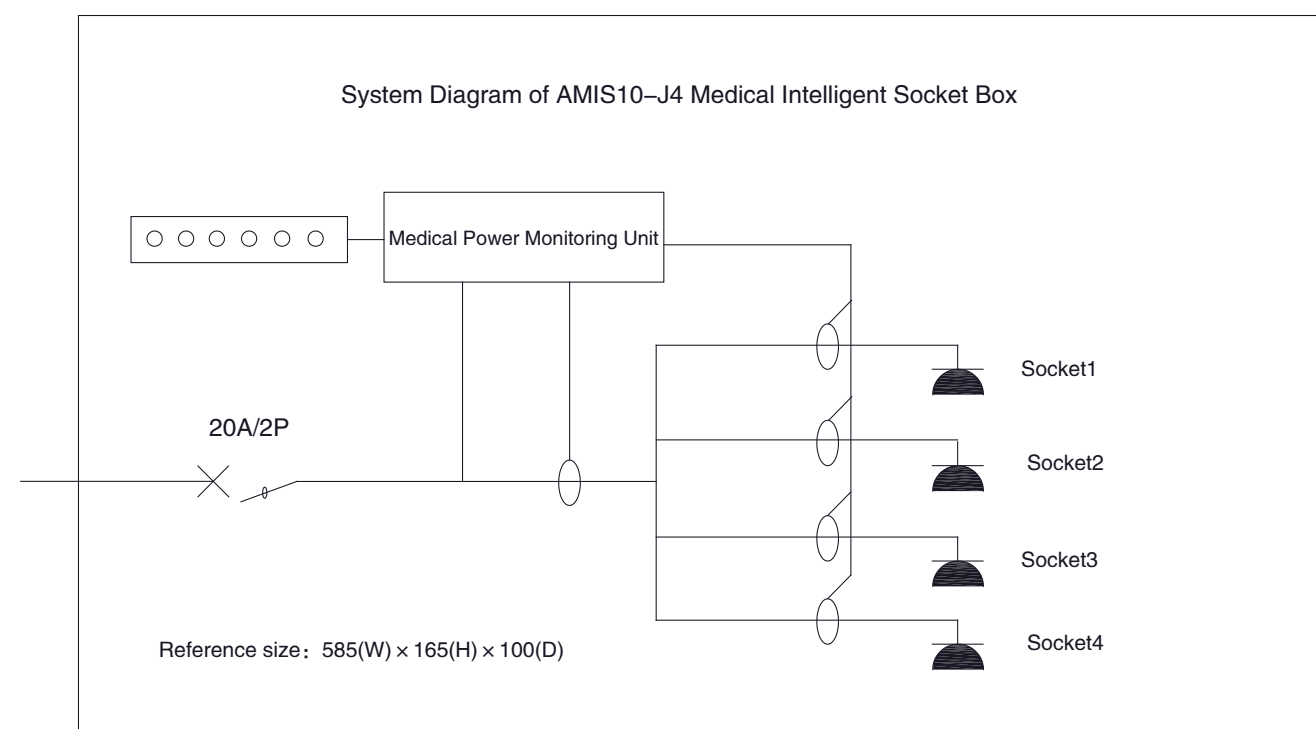 System Diagram of AMIS10–J4 Medical Intelligent Socket Box
Medical Power Monitoring Unit
Socket1
20A/2P
Socket2
Socket3
Socket4
Reference size：585(W)×165(H)×100(D)